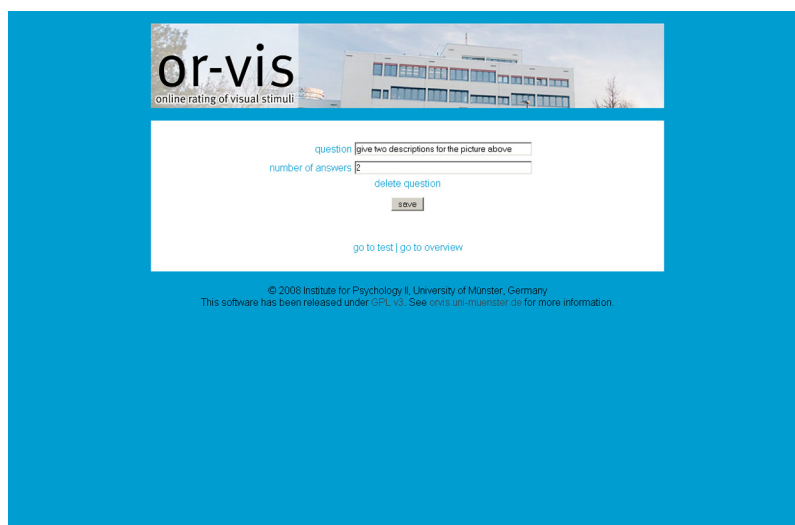 or-vis
online rating of visual stimuli
question give two descriptions for the picture above
number of answers 2
delete question
save
go to test | go to overview
© 2008 Institute for Psychology II, University of Münster, Germany
This software has been released under GPL v3. See orvis.uni-muenster.de for more information.